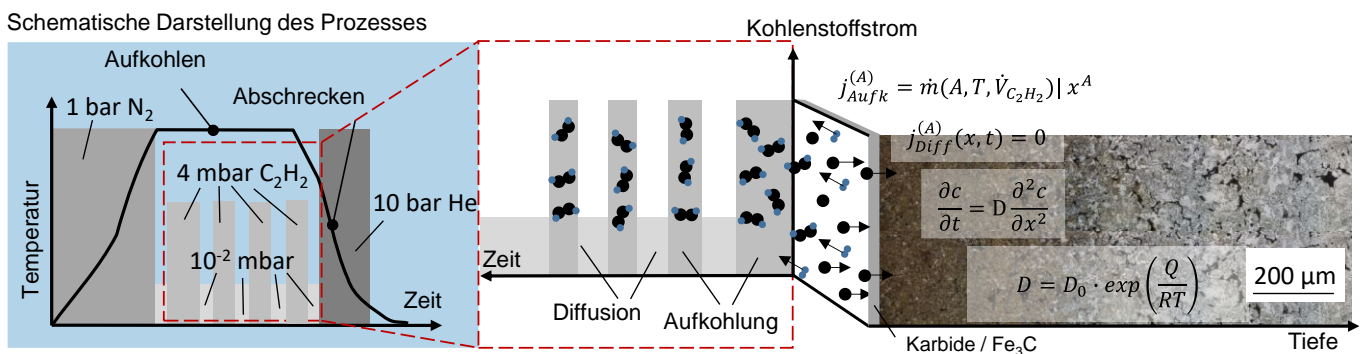 Schematische Darstellung des Prozesses
Aufkohlen
1 bar N₂
Abschrecken
4 mbar C₂H₂
10 bar He
10⁻² mbar
Temperatur
Zeit
Kohlenstoffstrom
Zeit
Diffusion
Aufkohlung
j_{Aufk}^{(A)} = ṁ(A, T, V̇_{C₂H₂})| x^A
j_{Diff}^{(A)}(x, t) = 0
∂c/∂t = D ∂²c/∂x²
D = D₀ · exp(Q/RT)
200 µm
Karbide / Fe₃C
Tiefe